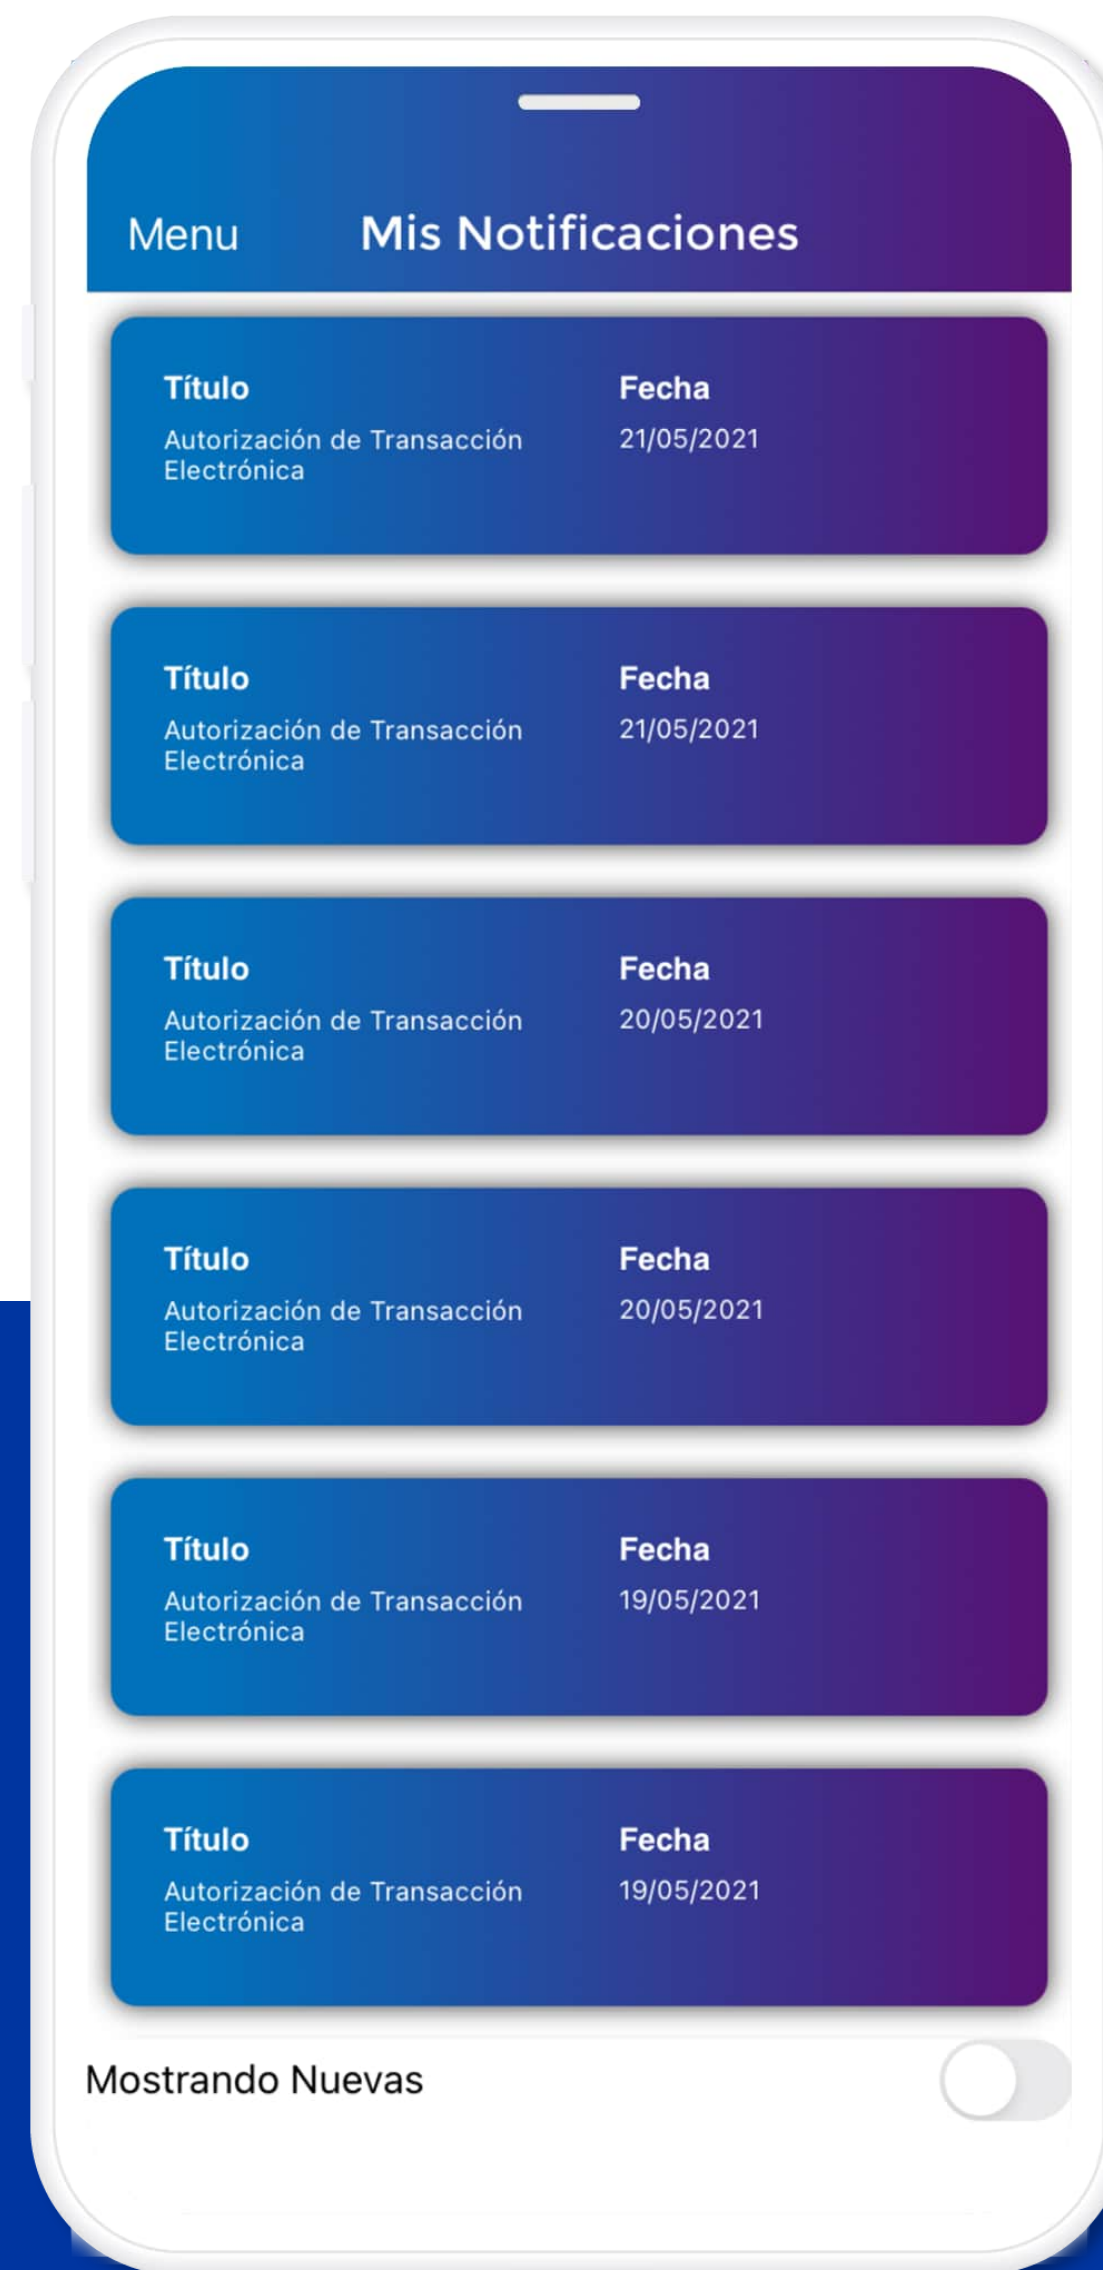 Menu
Mis Notificaciones
Título
Fecha
Autorización de Transacción
Electrónica
21/05/2021
Título
Fecha
Autorización de Transacción
Electrónica
21/05/2021
Título
Fecha
Autorización de Transacción
Electrónica
20/05/2021
Título
Fecha
Autorización de Transacción
Electrónica
20/05/2021
Título
Fecha
Autorización de Transacción
Electrónica
19/05/2021
Título
Fecha
Autorización de Transacción
Electrónica
19/05/2021
Mostrando Nuevas